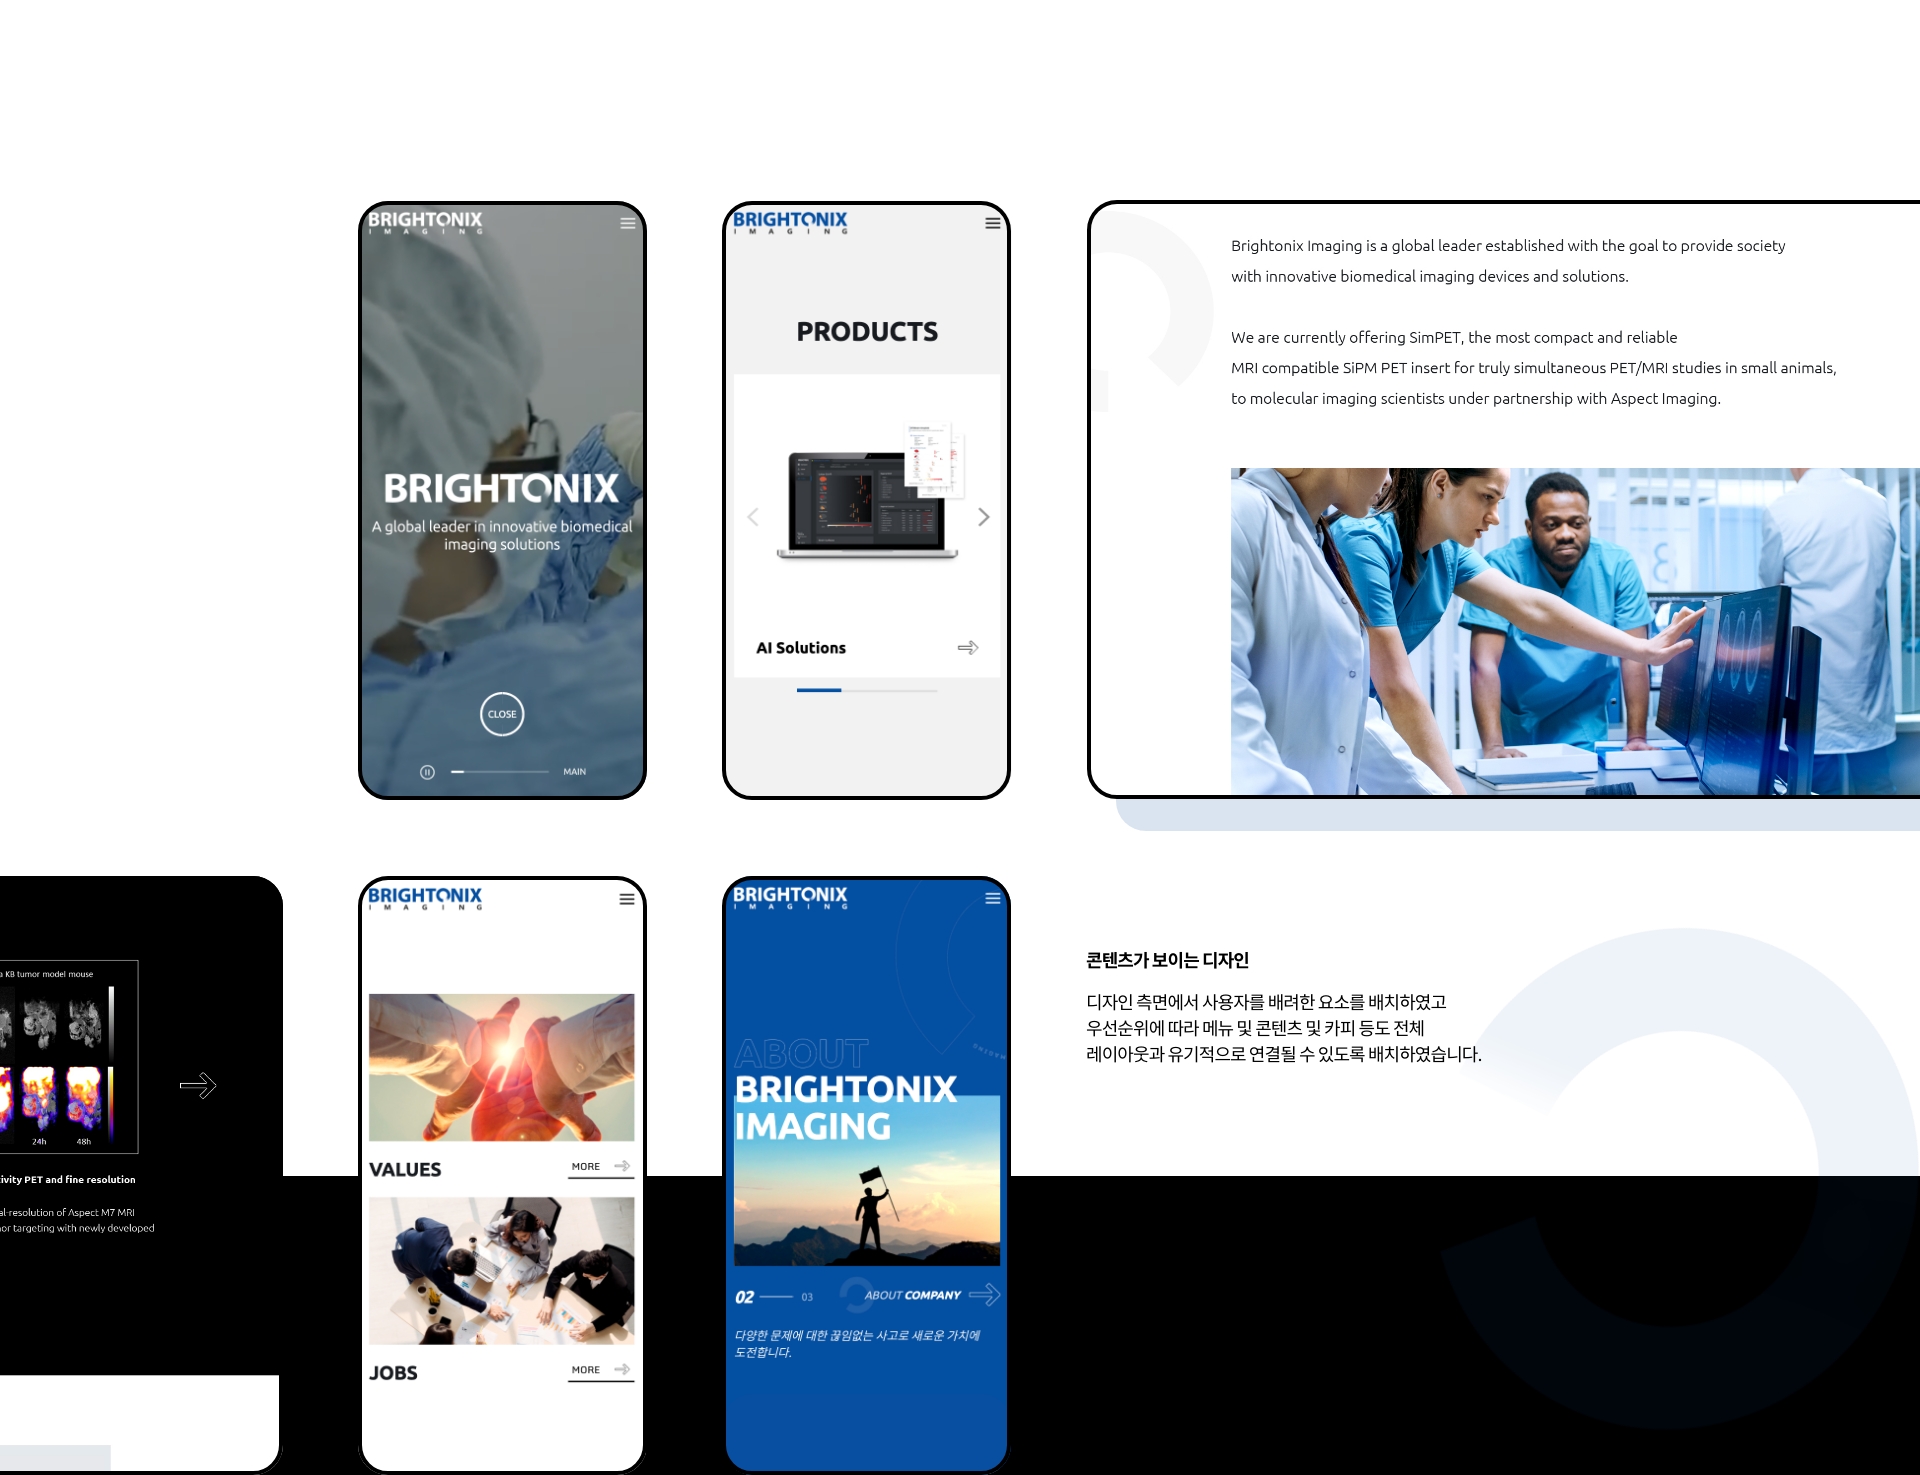 BRIGHTONIX
IMAGING
BRIGHTONIX
A global leader in innovative biomedical
imaging solutions
CLOSE
MAIN
BRIGHTONIX
IMAGING
PRODUCTS
AI Solutions
Brightonix Imaging is a global leader established with the goal to provide society
with innovative biomedical imaging devices and solutions.
We are currently offering SimPET, the most compact and reliable
MRI compatible SiPM PET insert for truly simultaneous PET/MRI studies in small animals,
to molecular imaging scientists under partnership with Aspect Imaging.
a KB tumor model mouse
24h
48h
ivity PET and fine resolution
al-resolution of Aspect M7 MRI
or targeting with newly developed
BRIGHTONIX
IMAGING
VALUES
MORE
JOBS
MORE
BRIGHTONIX
IMAGING
ABOUT
BRIGHTONIX
IMAGING
02
03
ABOUT COMPANY
다양한 문제에 대한 끊임없는 사고로 새로운 가치에
도전합니다.
콘텐츠가 보이는 디자인
디자인 측면에서 사용자를 배려한 요소를 배치하였고
우선순위에 따라 메뉴 및 콘텐츠 및 카피 등도 전체
레이아웃과 유기적으로 연결될 수 있도록 배치하였습니다.